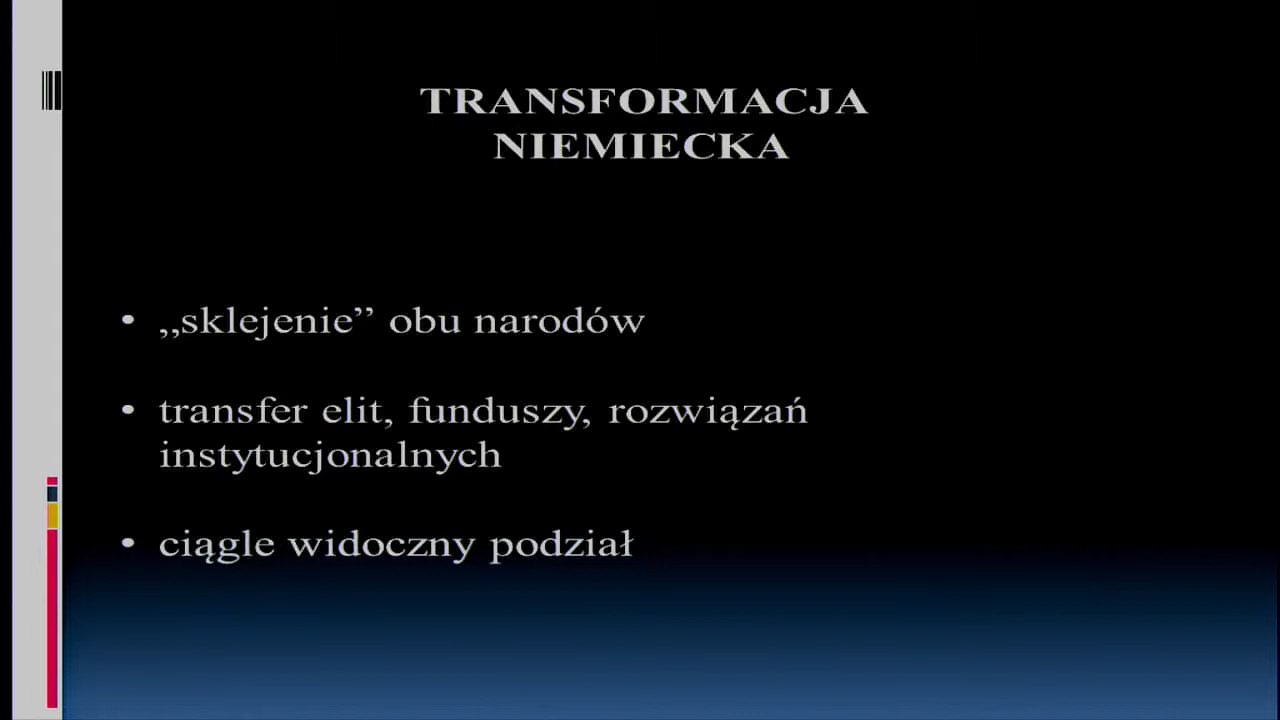 TRANSFORMACJA
NIEMIECKA
• ,,sklejenie’’ obu narodów
• transfer elit, funduszy, rozwiązań
instytucjonalnych
• ciągle widoczny podział